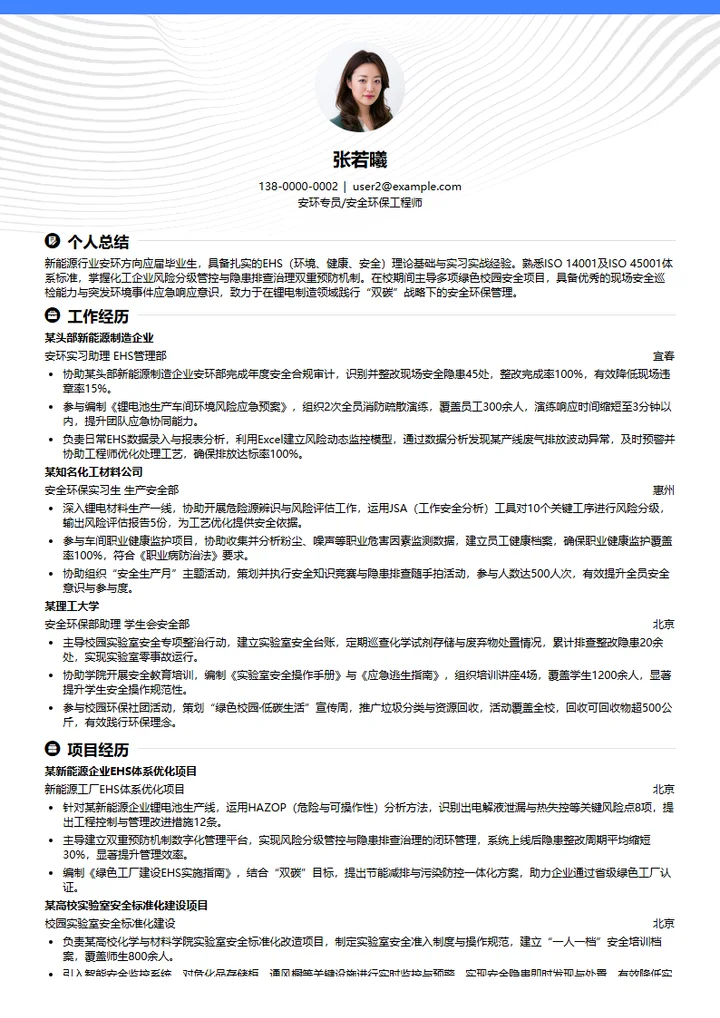 张若曦
138-0000-0002 | user2@example.com
安环专员/安全环保工程师
个人总结
新能源行业安环方向应届毕业生，具备扎实的EHS（环境、健康、安全）理论基础与实习实战经验。熟悉ISO 14001及ISO 45001体
系标准，掌握化工企业风险分级管控与隐患排查治理双重预防机制。在校期间主导多项绿色校园安全项目，具备优秀的现场安全巡
检能力与突发环境事件应急响应意识，致力于在锂电制造领域践行“双碳”战略下的安全环保管理。
工作经历
某头部新能源制造企业
安环实习助理 EHS管理部 宜春
• 协助某头部新能源制造企业安环部完成年度安全合规审计，识别并整改现场安全隐患45处，整改完成率100%，有效降低现场违
章率15%。
• 参与编制《锂电池生产车间环境风险应急预案》，组织2次全员消防疏散演练，覆盖员工300余人，演练响应时间缩短至3分钟以
内，提升团队应急协同能力。
• 负责日常EHS数据录入与报表分析，利用Excel建立风险动态监控模型，通过数据分析发现某产线废气排放波动异常，及时预警并
协助工程师优化处理工艺，确保排放达标率100%。
某知名化工材料公司
安全环保实习生 生产安全部 惠州
• 深入锂电材料生产一线，协助开展危险源辨识与风险评估工作，运用JSA（工作安全分析）工具对10个关键工序进行风险分级，
输出风险评估报告5份，为工艺优化提供安全依据。
• 参与车间职业健康监护项目，协助收集并分析粉尘、噪声等职业危害因素监测数据，建立员工健康档案，确保职业健康监护覆盖
率100%，符合《职业病防治法》要求。
• 协助组织“安全生产月”主题活动，策划并执行安全知识竞赛与隐患排查随手拍活动，参与人数达500人次，有效提升全员安全
意识与参与度。
某理工大学
安全环保部助理 学生会安全部 北京
• 主导校园实验室安全专项整治行动，建立实验室安全台账，定期巡查化学试剂存储与废弃物处置情况，累计排查整改隐患20余
处，实现实验室零事故运行。
• 协助学院开展安全教育培训，编制《实验室安全操作手册》与《应急逃生指南》，组织培训讲座4场，覆盖学生1200余人，显著
提升学生安全操作规范性。
• 参与校园环保社团活动，策划“绿色校园·低碳生活”宣传周，推广垃圾分类与资源回收，活动覆盖全校，回收可回收物超500公
斤，有效践行环保理念。
项目经历
某新能源企业EHS体系优化项目
新能源工厂EHS体系优化项目 北京
• 针对某新能源企业锂电池生产线，运用HAZOP（危险与可操作性）分析方法，识别出电解液泄漏与热失控等关键风险点8项，提
出工程控制与管理改进措施12条。
• 主导建立双重预防机制数字化管理平台，实现风险分级管控与隐患排查治理的闭环管理，系统上线后隐患整改周期平均缩短
30%，显著提升管理效率。
• 编制《绿色工厂建设EHS实施指南》，结合“双碳”目标，提出节能减排与污染防控一体化方案，助力企业通过省级绿色工厂认
证。
某高校实验室安全标准化建设项目
校园实验室安全标准化建设 北京
• 负责某高校化学与材料学院实验室安全标准化改造项目，制定实验室安全准入制度与操作规范，建立“一人一档”安全培训档
案，覆盖师生800余人。
• 引入智能安全监控系统，对危化品存储柜、通风橱等关键设施进行实时监控与预警，实现安全隐患即时发现与处置，有效降低实